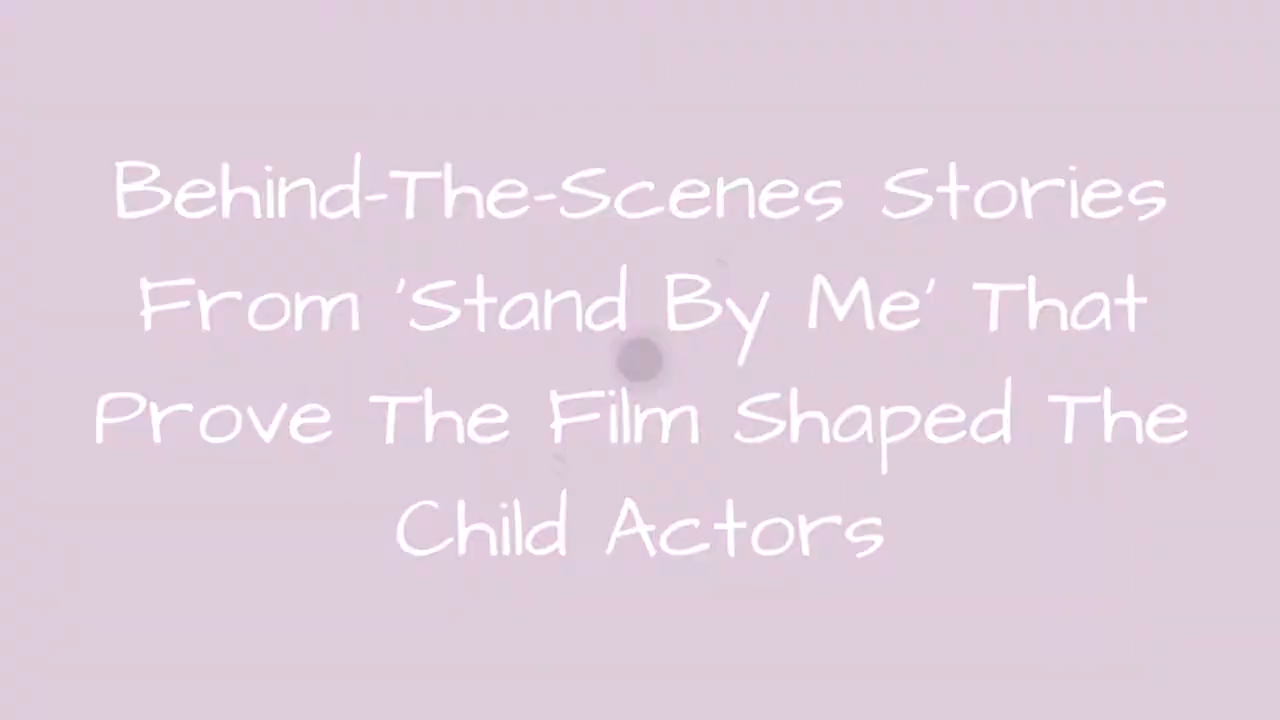 Behind-The-Scenes Stories
From 'Stand By Me' That
Prove The Film Shaped The
Child Actors